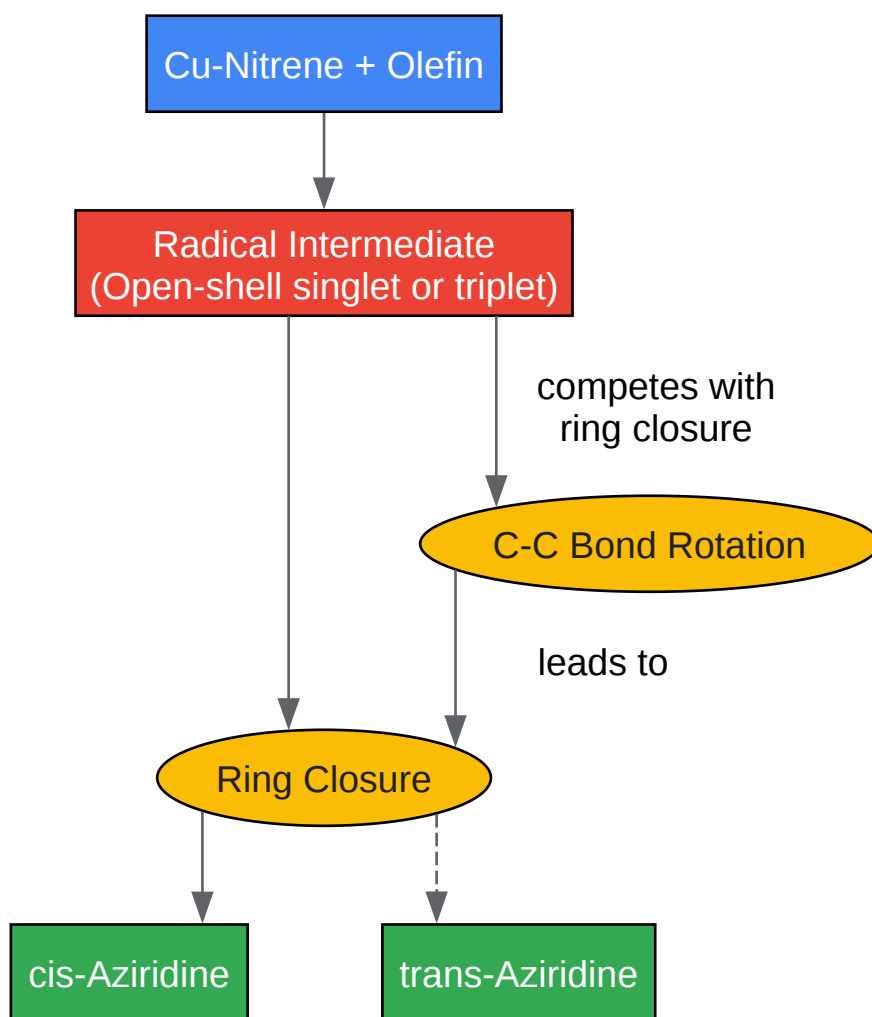 Cu-Nitrene + Olefin
Radical Intermediate
(Open-shell singlet or triplet)
competes with
ring closure
C-C Bond Rotation
leads to
Ring Closure
cis-Aziridine
trans-Aziridine